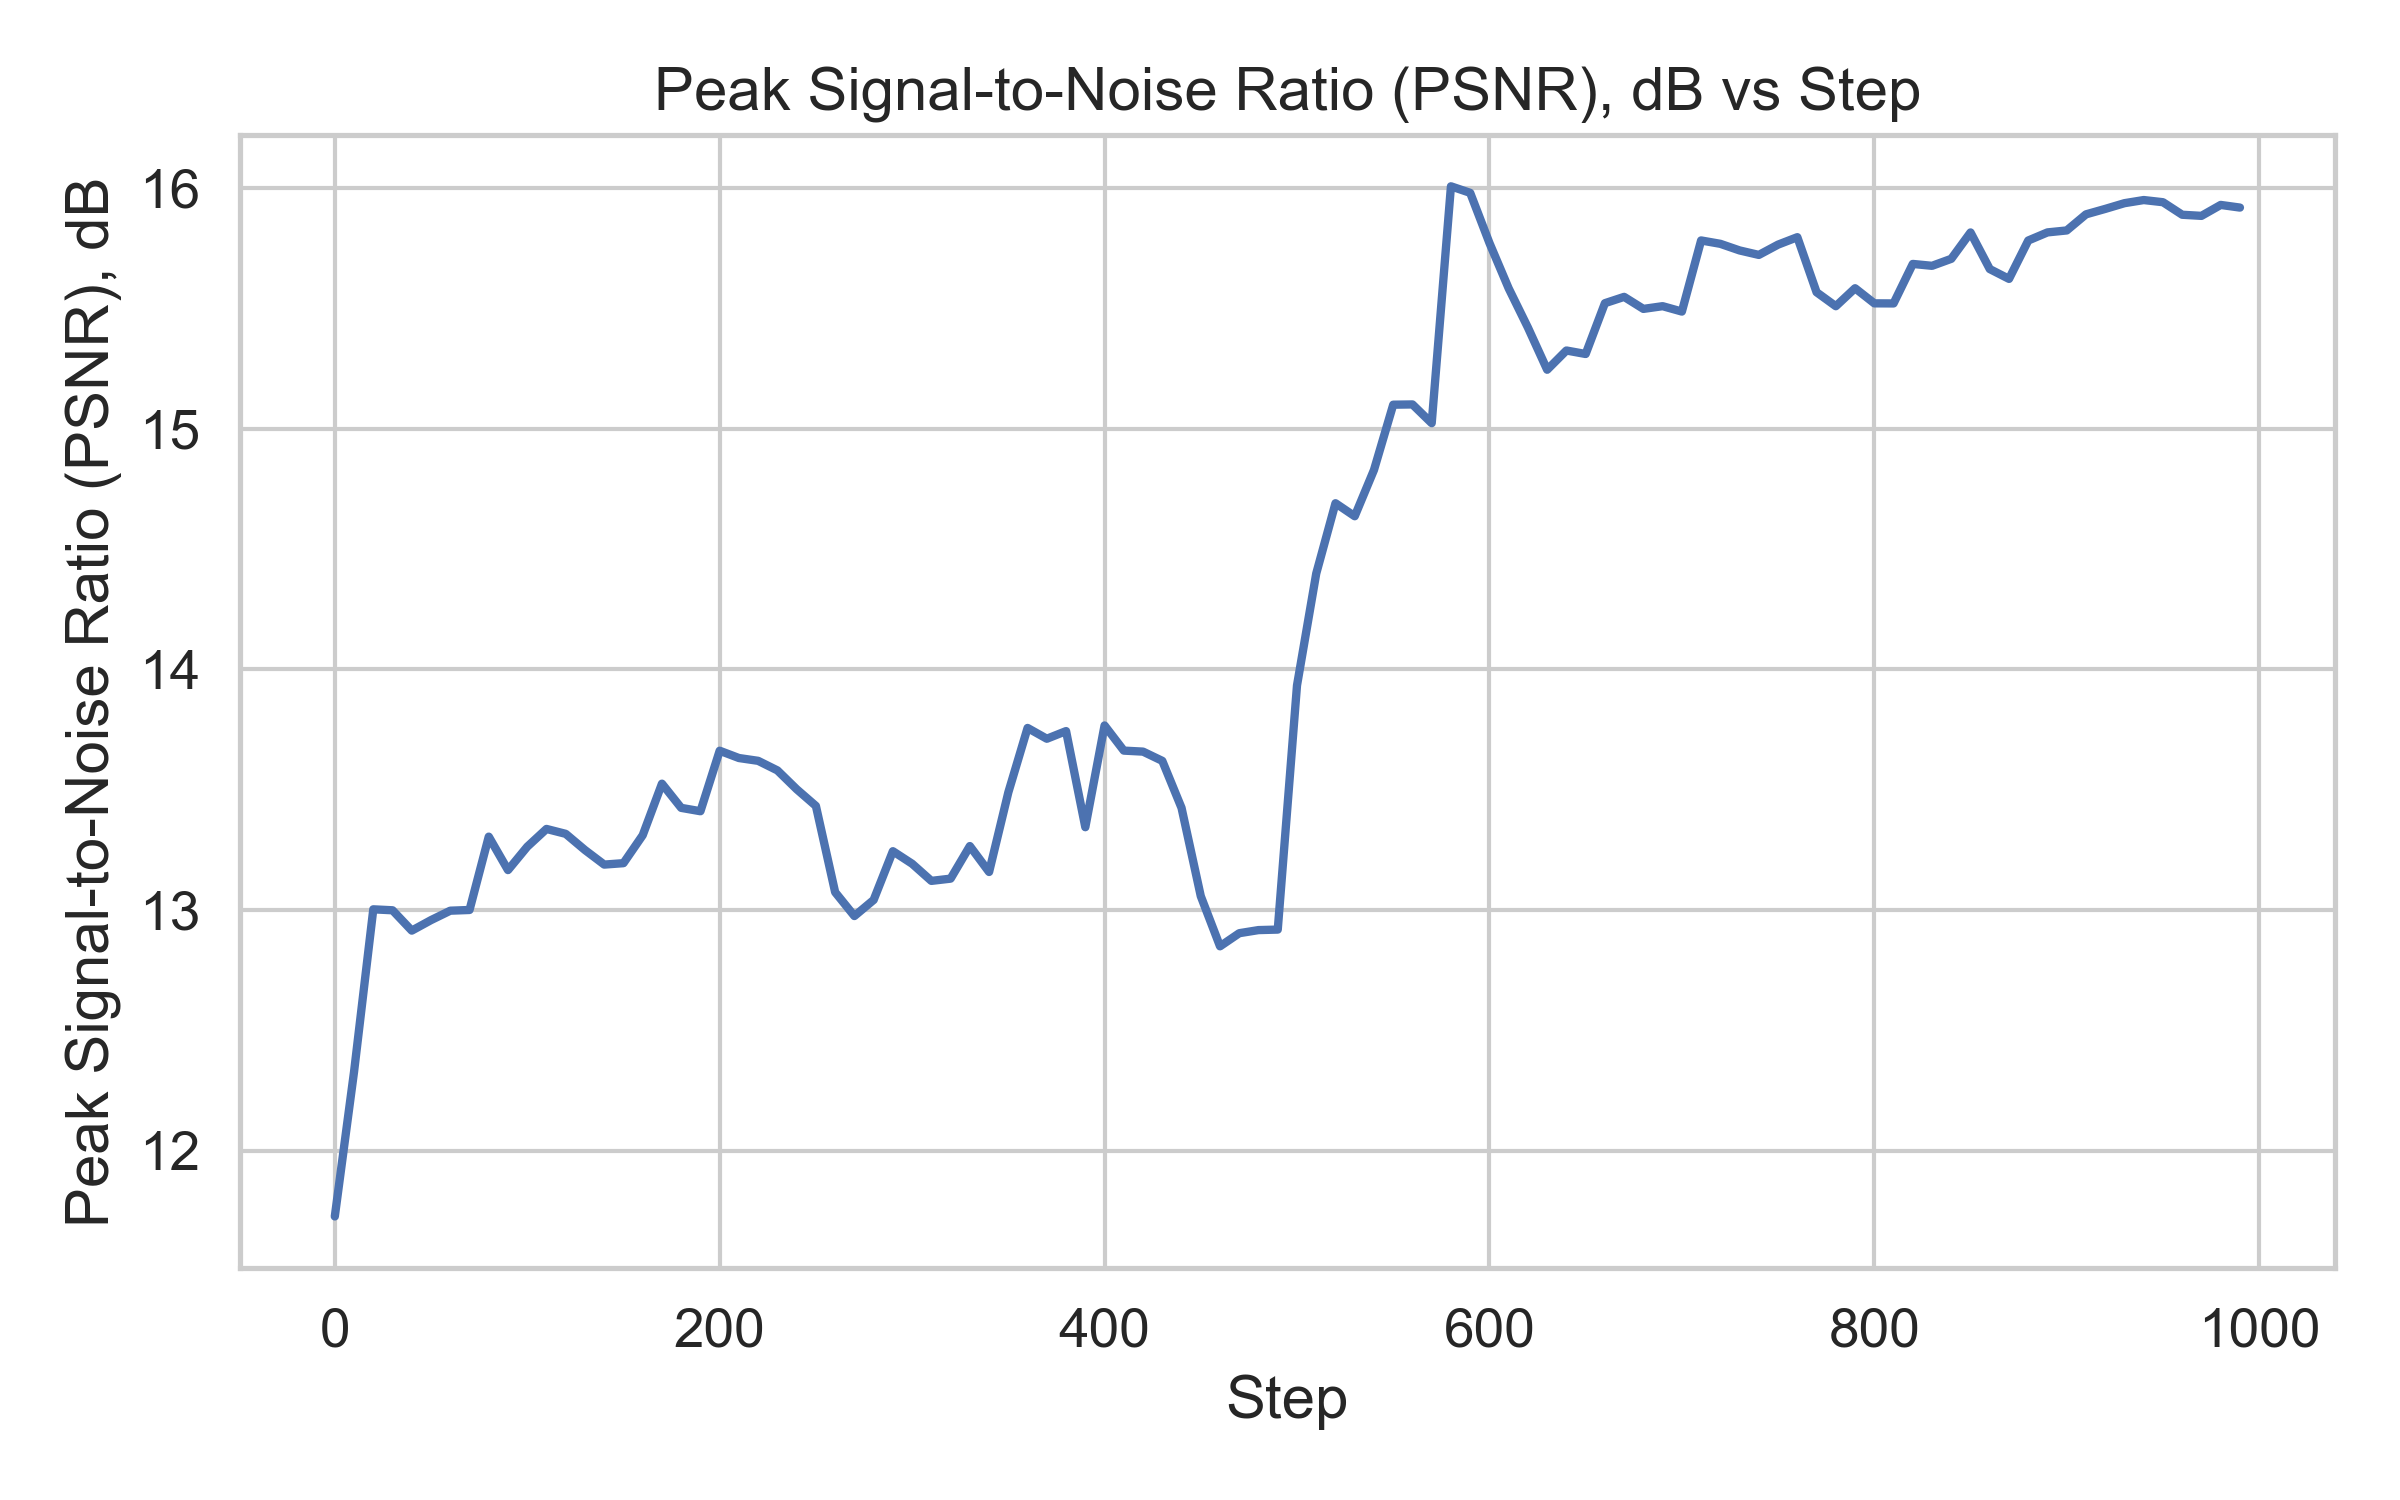 Peak Signal-to-Noise Ratio (PSNR), dB vs Step
Peak Signal-to-Noise Ratio (PSNR), dB
16
15
14
13
12
0 200 400 600 800 1000
Step